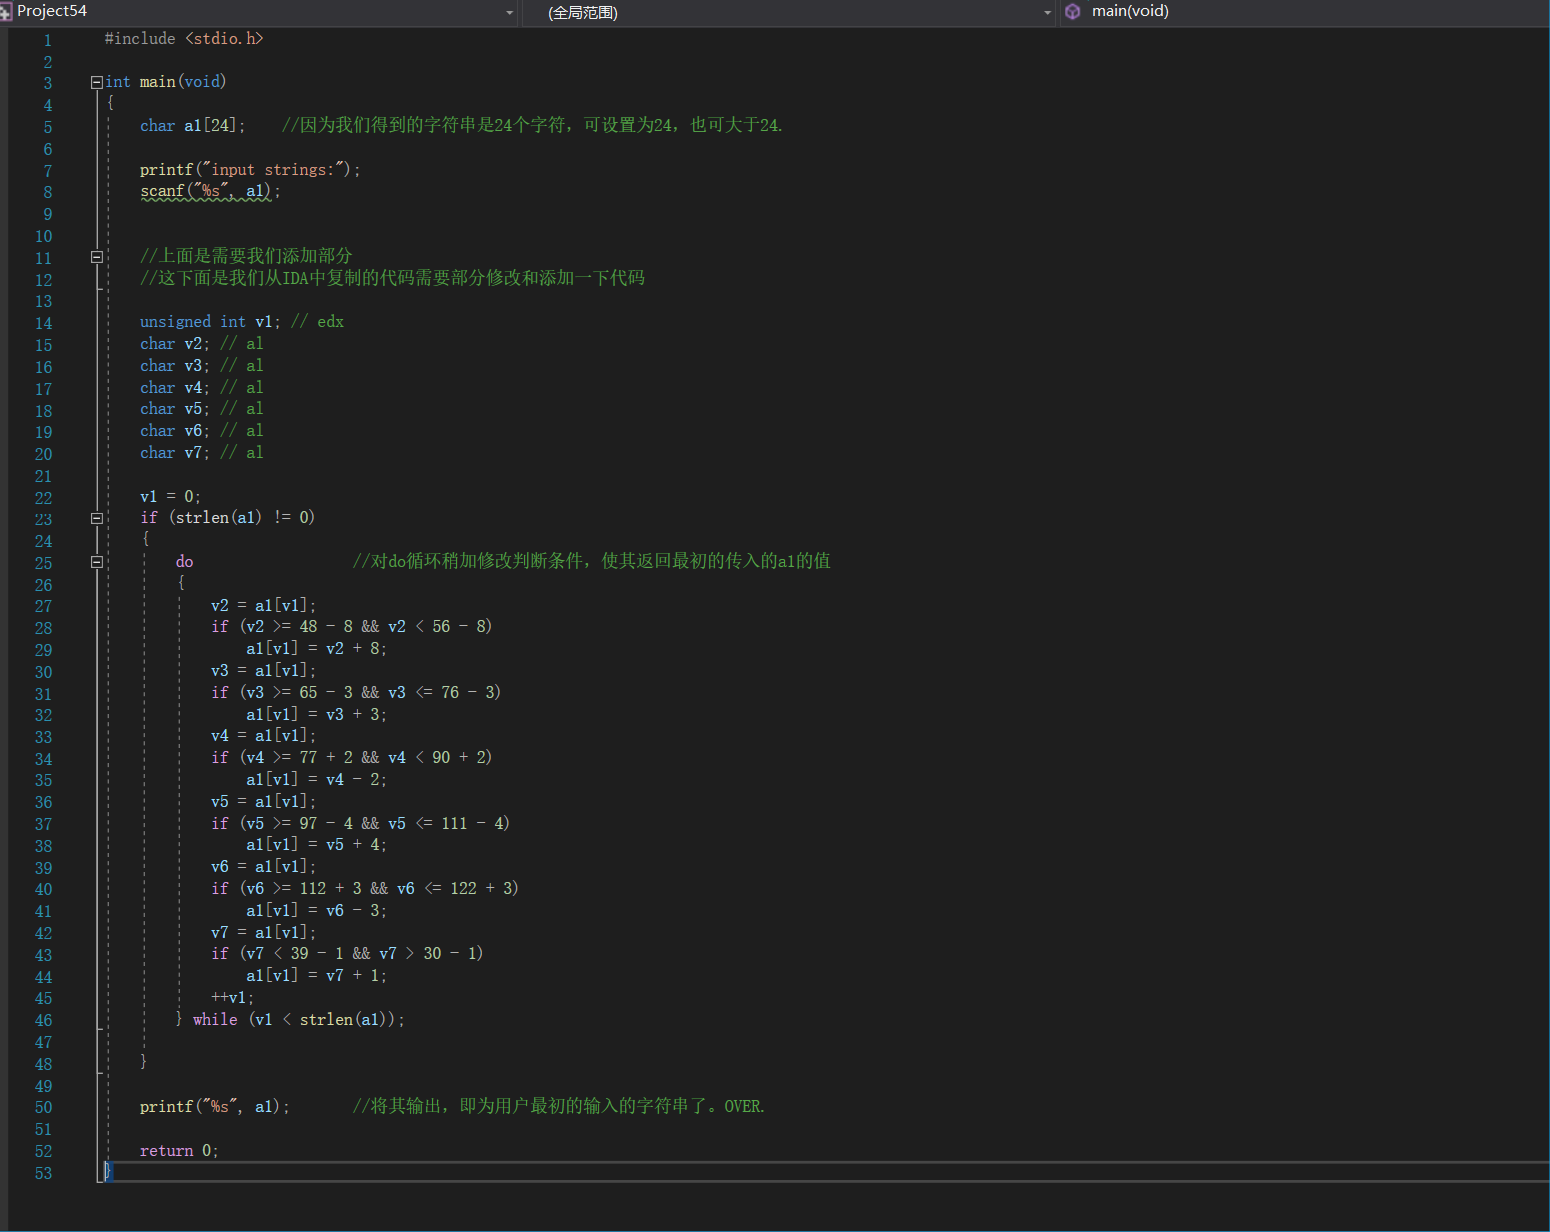 Project54 (全局范围) main(void)
1 #include <stdio.h>
2
3 int main(void)
4 {
5 char a1[24]; //因为我们得到的字符串是24个字符，可设置为24，也可大于24.
6
7 printf("input strings:");
8 scanf("%s", a1);
9
10
11 //上面是需要我们添加部分
12 //这下面是我们从IDA中复制的代码需要部分修改和添加一下代码
13
14 unsigned int v1; // edx
15 char v2; // al
16 char v3; // al
17 char v4; // al
18 char v5; // al
19 char v6; // al
20 char v7; // al
21
22 v1 = 0;
23 if (strlen(a1) != 0)
24 {
25 do //对do循环稍加修改判断条件，使其返回最初的传入的a1的值
26 {
27 v2 = a1[v1];
28 if (v2 >= 48 - 8 && v2 < 56 - 8)
29 a1[v1] = v2 + 8;
30 v3 = a1[v1];
31 if (v3 >= 65 - 3 && v3 <= 76 - 3)
32 a1[v1] = v3 + 3;
33 v4 = a1[v1];
34 if (v4 >= 77 + 2 && v4 < 90 + 2)
35 a1[v1] = v4 - 2;
36 v5 = a1[v1];
37 if (v5 >= 97 - 4 && v5 <= 111 - 4)
38 a1[v1] = v5 + 4;
39 v6 = a1[v1];
40 if (v6 >= 112 + 3 && v6 <= 122 + 3)
41 a1[v1] = v6 - 3;
42 v7 = a1[v1];
43 if (v7 < 39 - 1 && v7 > 30 - 1)
44 a1[v1] = v7 + 1;
45 ++v1;
46 } while (v1 < strlen(a1));
47
48 }
49
50 printf("%s", a1); //将其输出，即为用户最初的输入的字符串了。OVER.
51
52 return 0;
53 }